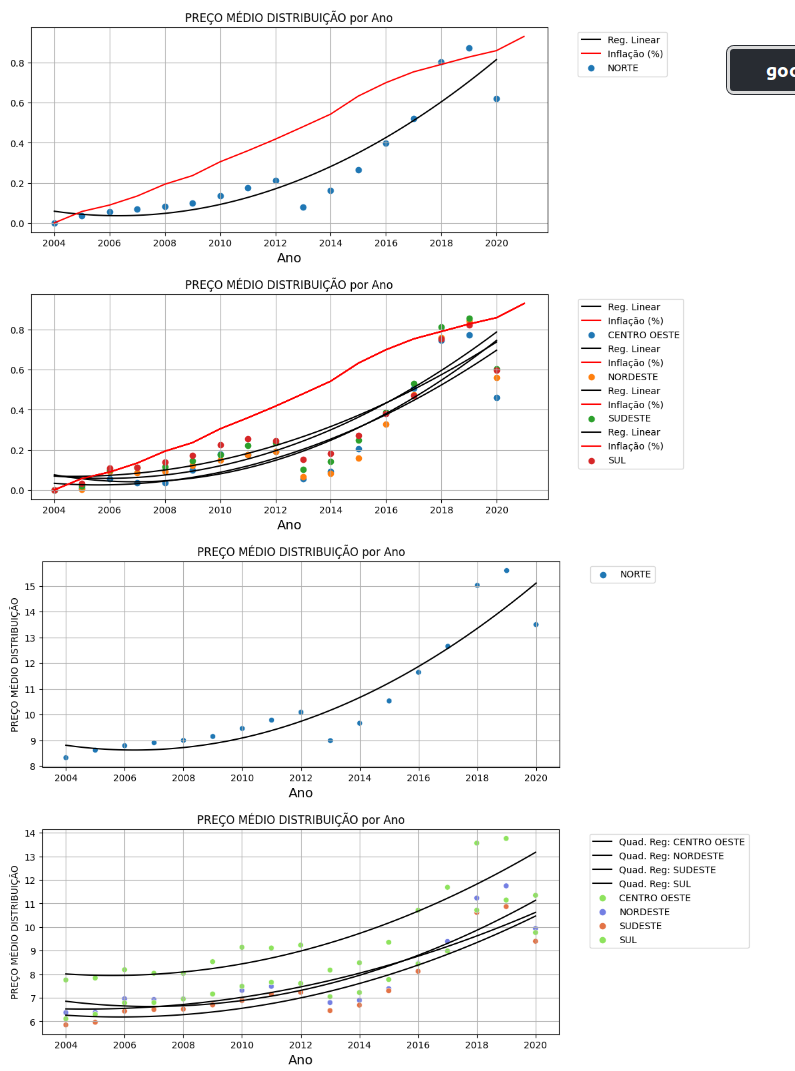 PREÇO MÉDIO DISTRIBUIÇÃO por Ano
0.8
0.6
0.4
0.2
0.0
2004 2006 2008 2010 2012 2014 2016 2018 2020
Ano
Reg. Linear
Inflação (%)
NORTE
goo
PREÇO MÉDIO DISTRIBUIÇÃO por Ano
0.8
0.6
0.4
0.2
0.0
2004 2006 2008 2010 2012 2014 2016 2018 2020
Ano
Reg. Linear
Inflação (%)
CENTRO OESTE
Reg. Linear
Inflação (%)
NORDESTE
Reg. Linear
Inflação (%)
SUDESTE
Reg. Linear
Inflação (%)
SUL
PREÇO MÉDIO DISTRIBUIÇÃO por Ano
PREÇO MÉDIO DISTRIBUIÇÃO
15
14
13
12
11
10
9
8
2004 2006 2008 2010 2012 2014 2016 2018 2020
Ano
NORTE
PREÇO MÉDIO DISTRIBUIÇÃO por Ano
PREÇO MÉDIO DISTRIBUIÇÃO
14
13
12
11
10
9
8
7
6
2004 2006 2008 2010 2012 2014 2016 2018 2020
Ano
Quad. Reg: CENTRO OESTE
Quad. Reg: NORDESTE
Quad. Reg: SUDESTE
Quad. Reg: SUL
CENTRO OESTE
NORDESTE
SUDESTE
SUL